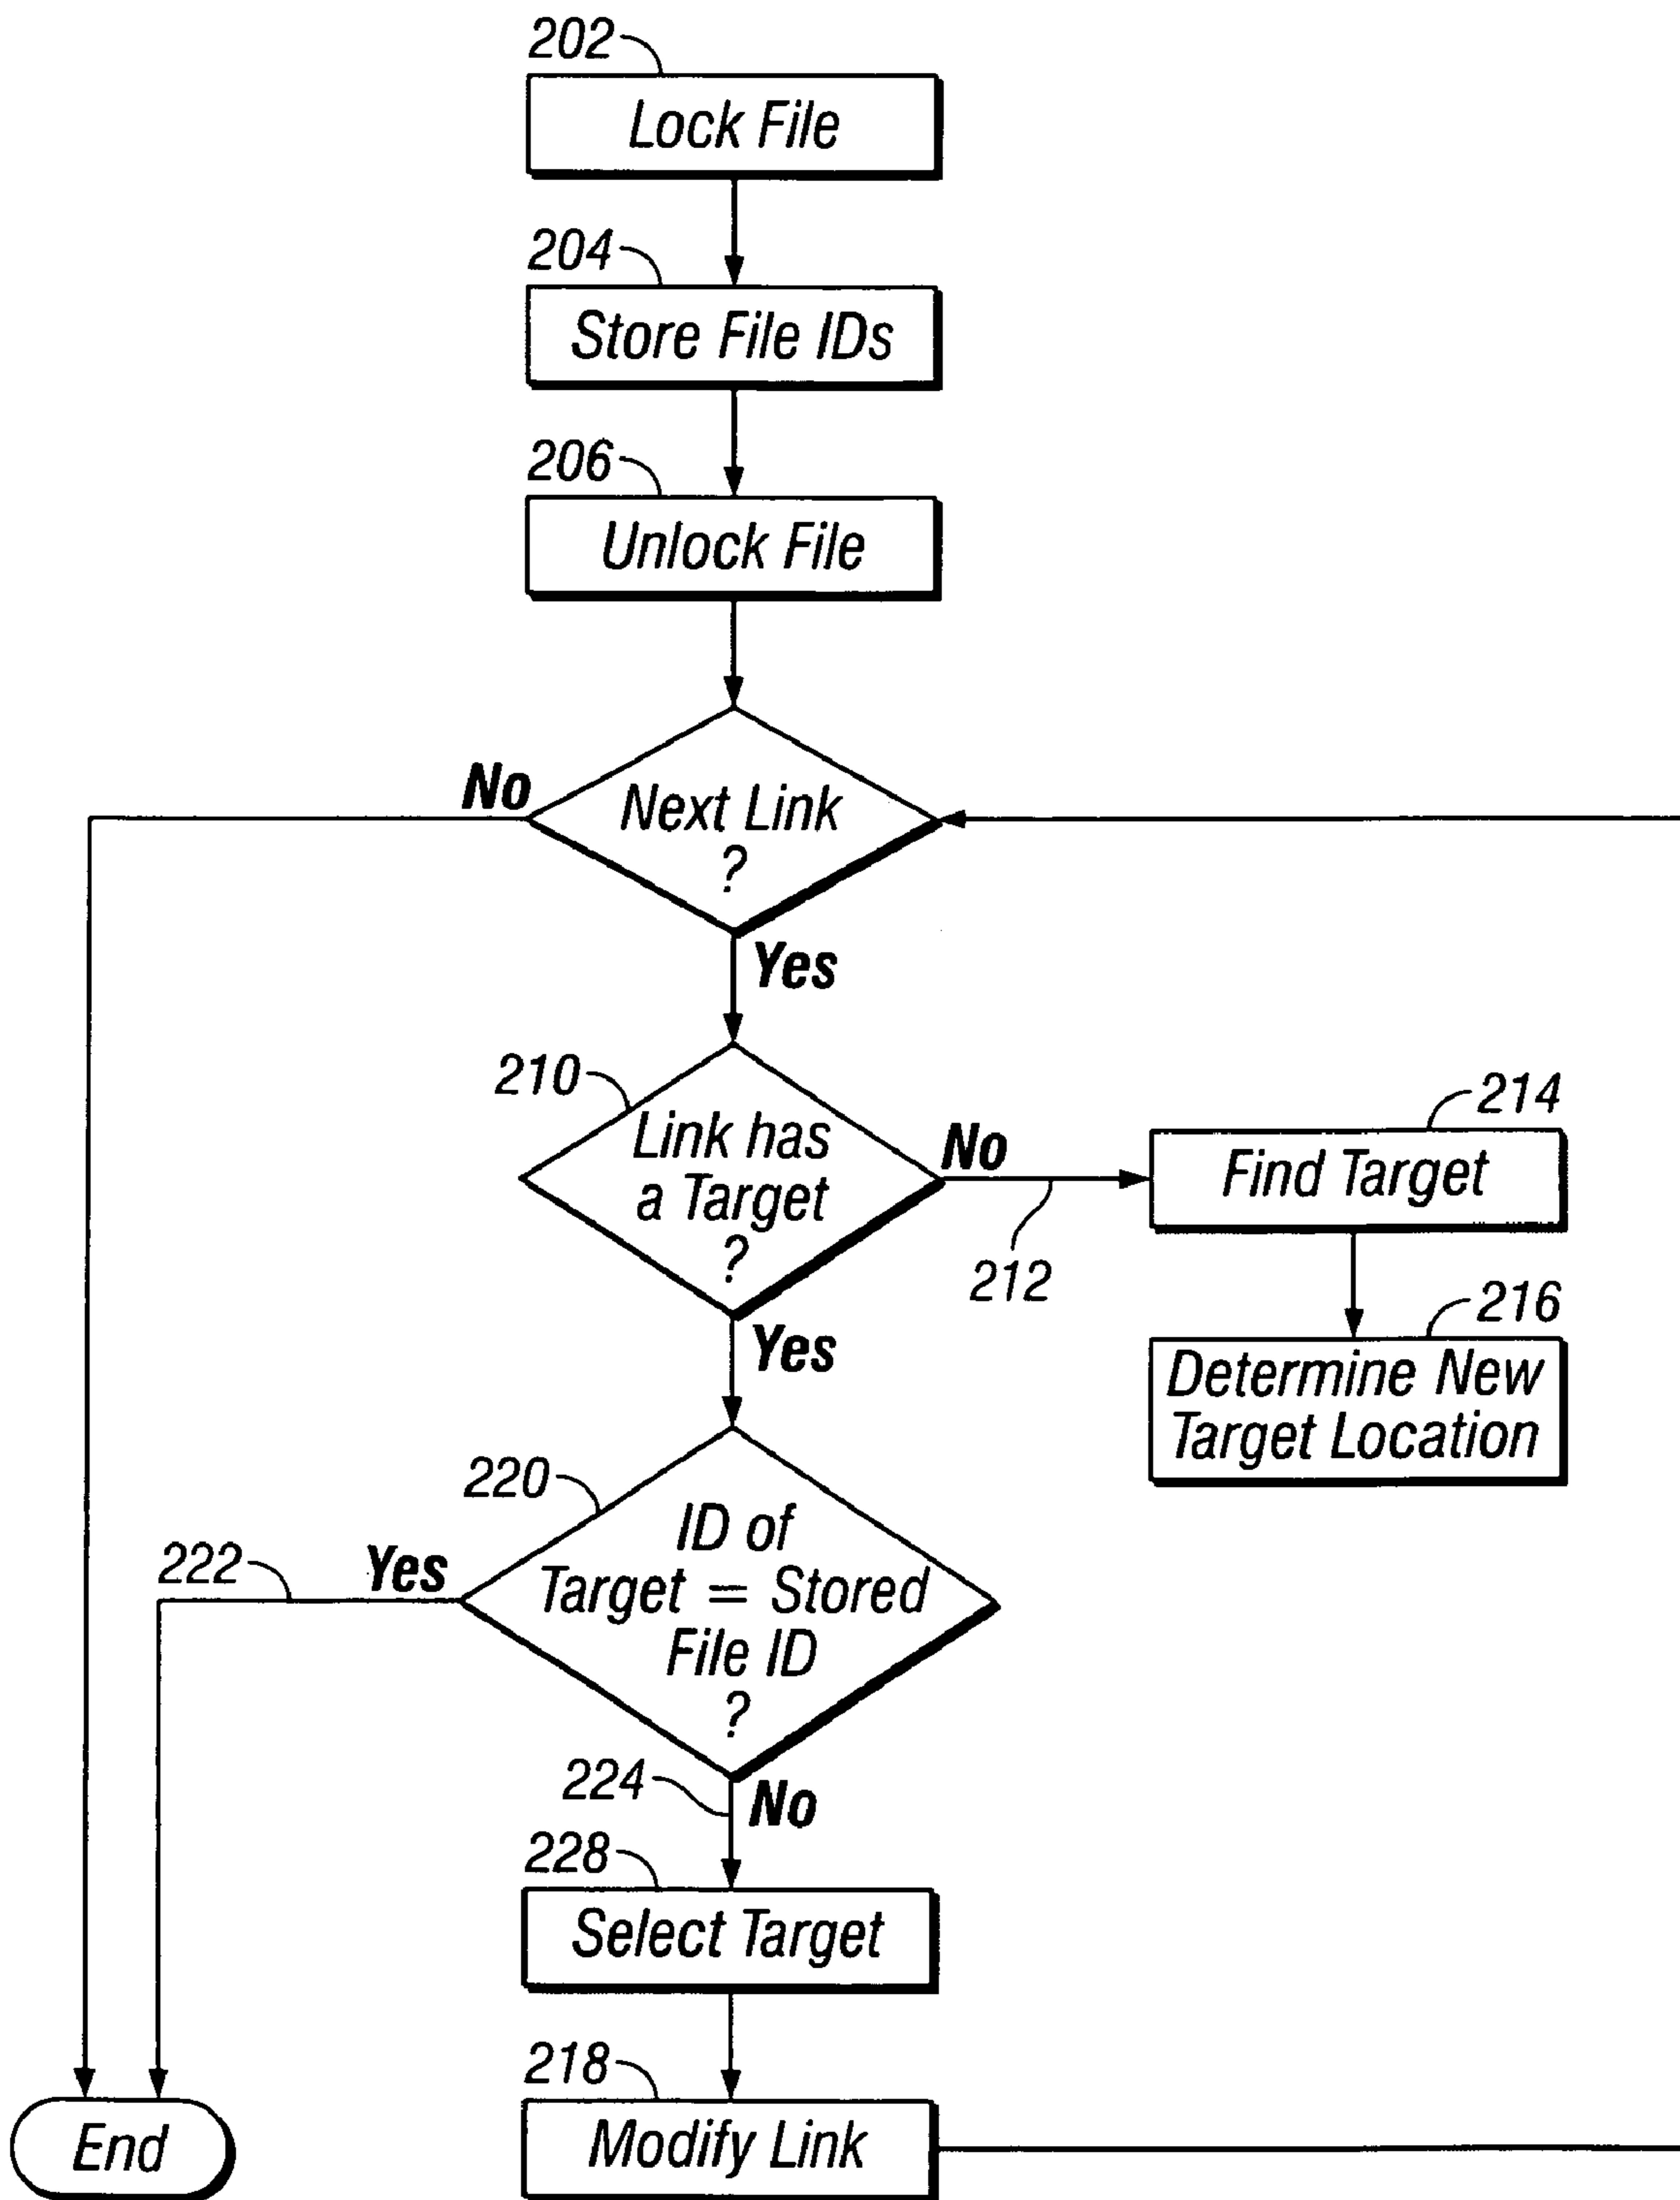 202
Lock File
204
Store File IDs
206
Unlock File
No
Next Link
?
Yes
210
Link has
a Target
?
No
212
214
Find Target
216
Determine New
Target Location
Yes
220
ID of
Target = Stored
File ID
?
222
Yes
224
No
228
Select Target
218
Modify Link
End